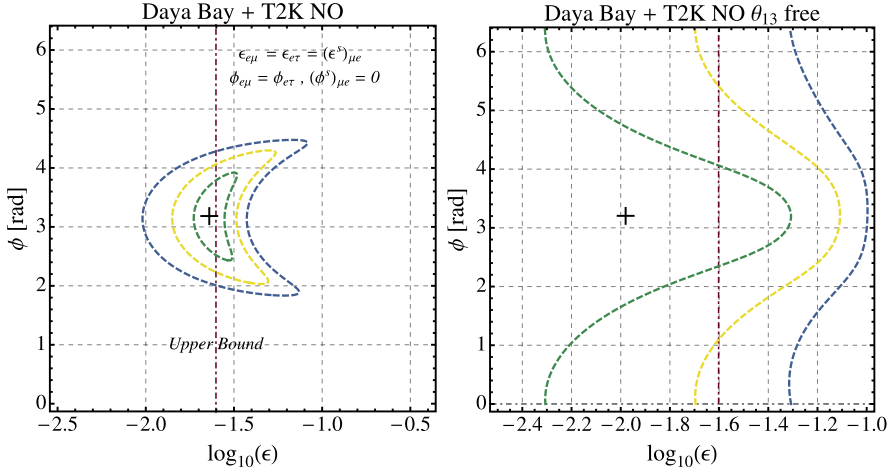 Daya Bay + T2K NO
ϵeμ = ϵeτ = (ϵ^s)μe
ϕeμ = ϕeτ , (ϕ^s)μe = 0
Upper Bound
ϕ [rad]
6
5
4
3
2
1
0
−2.5 −2.0 −1.5 −1.0 −0.5
log10(ϵ)
Daya Bay + T2K NO θ13 free
ϕ [rad]
6
5
4
3
2
1
0
−2.4 −2.2 −2.0 −1.8 −1.6 −1.4 −1.2 −1.0
log10(ϵ)